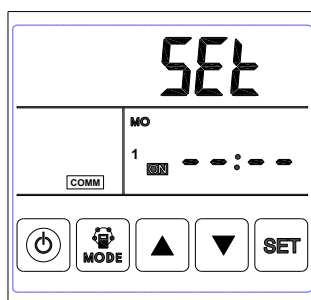 SEt
MO
1 ON --:--
COMM
MODE SET